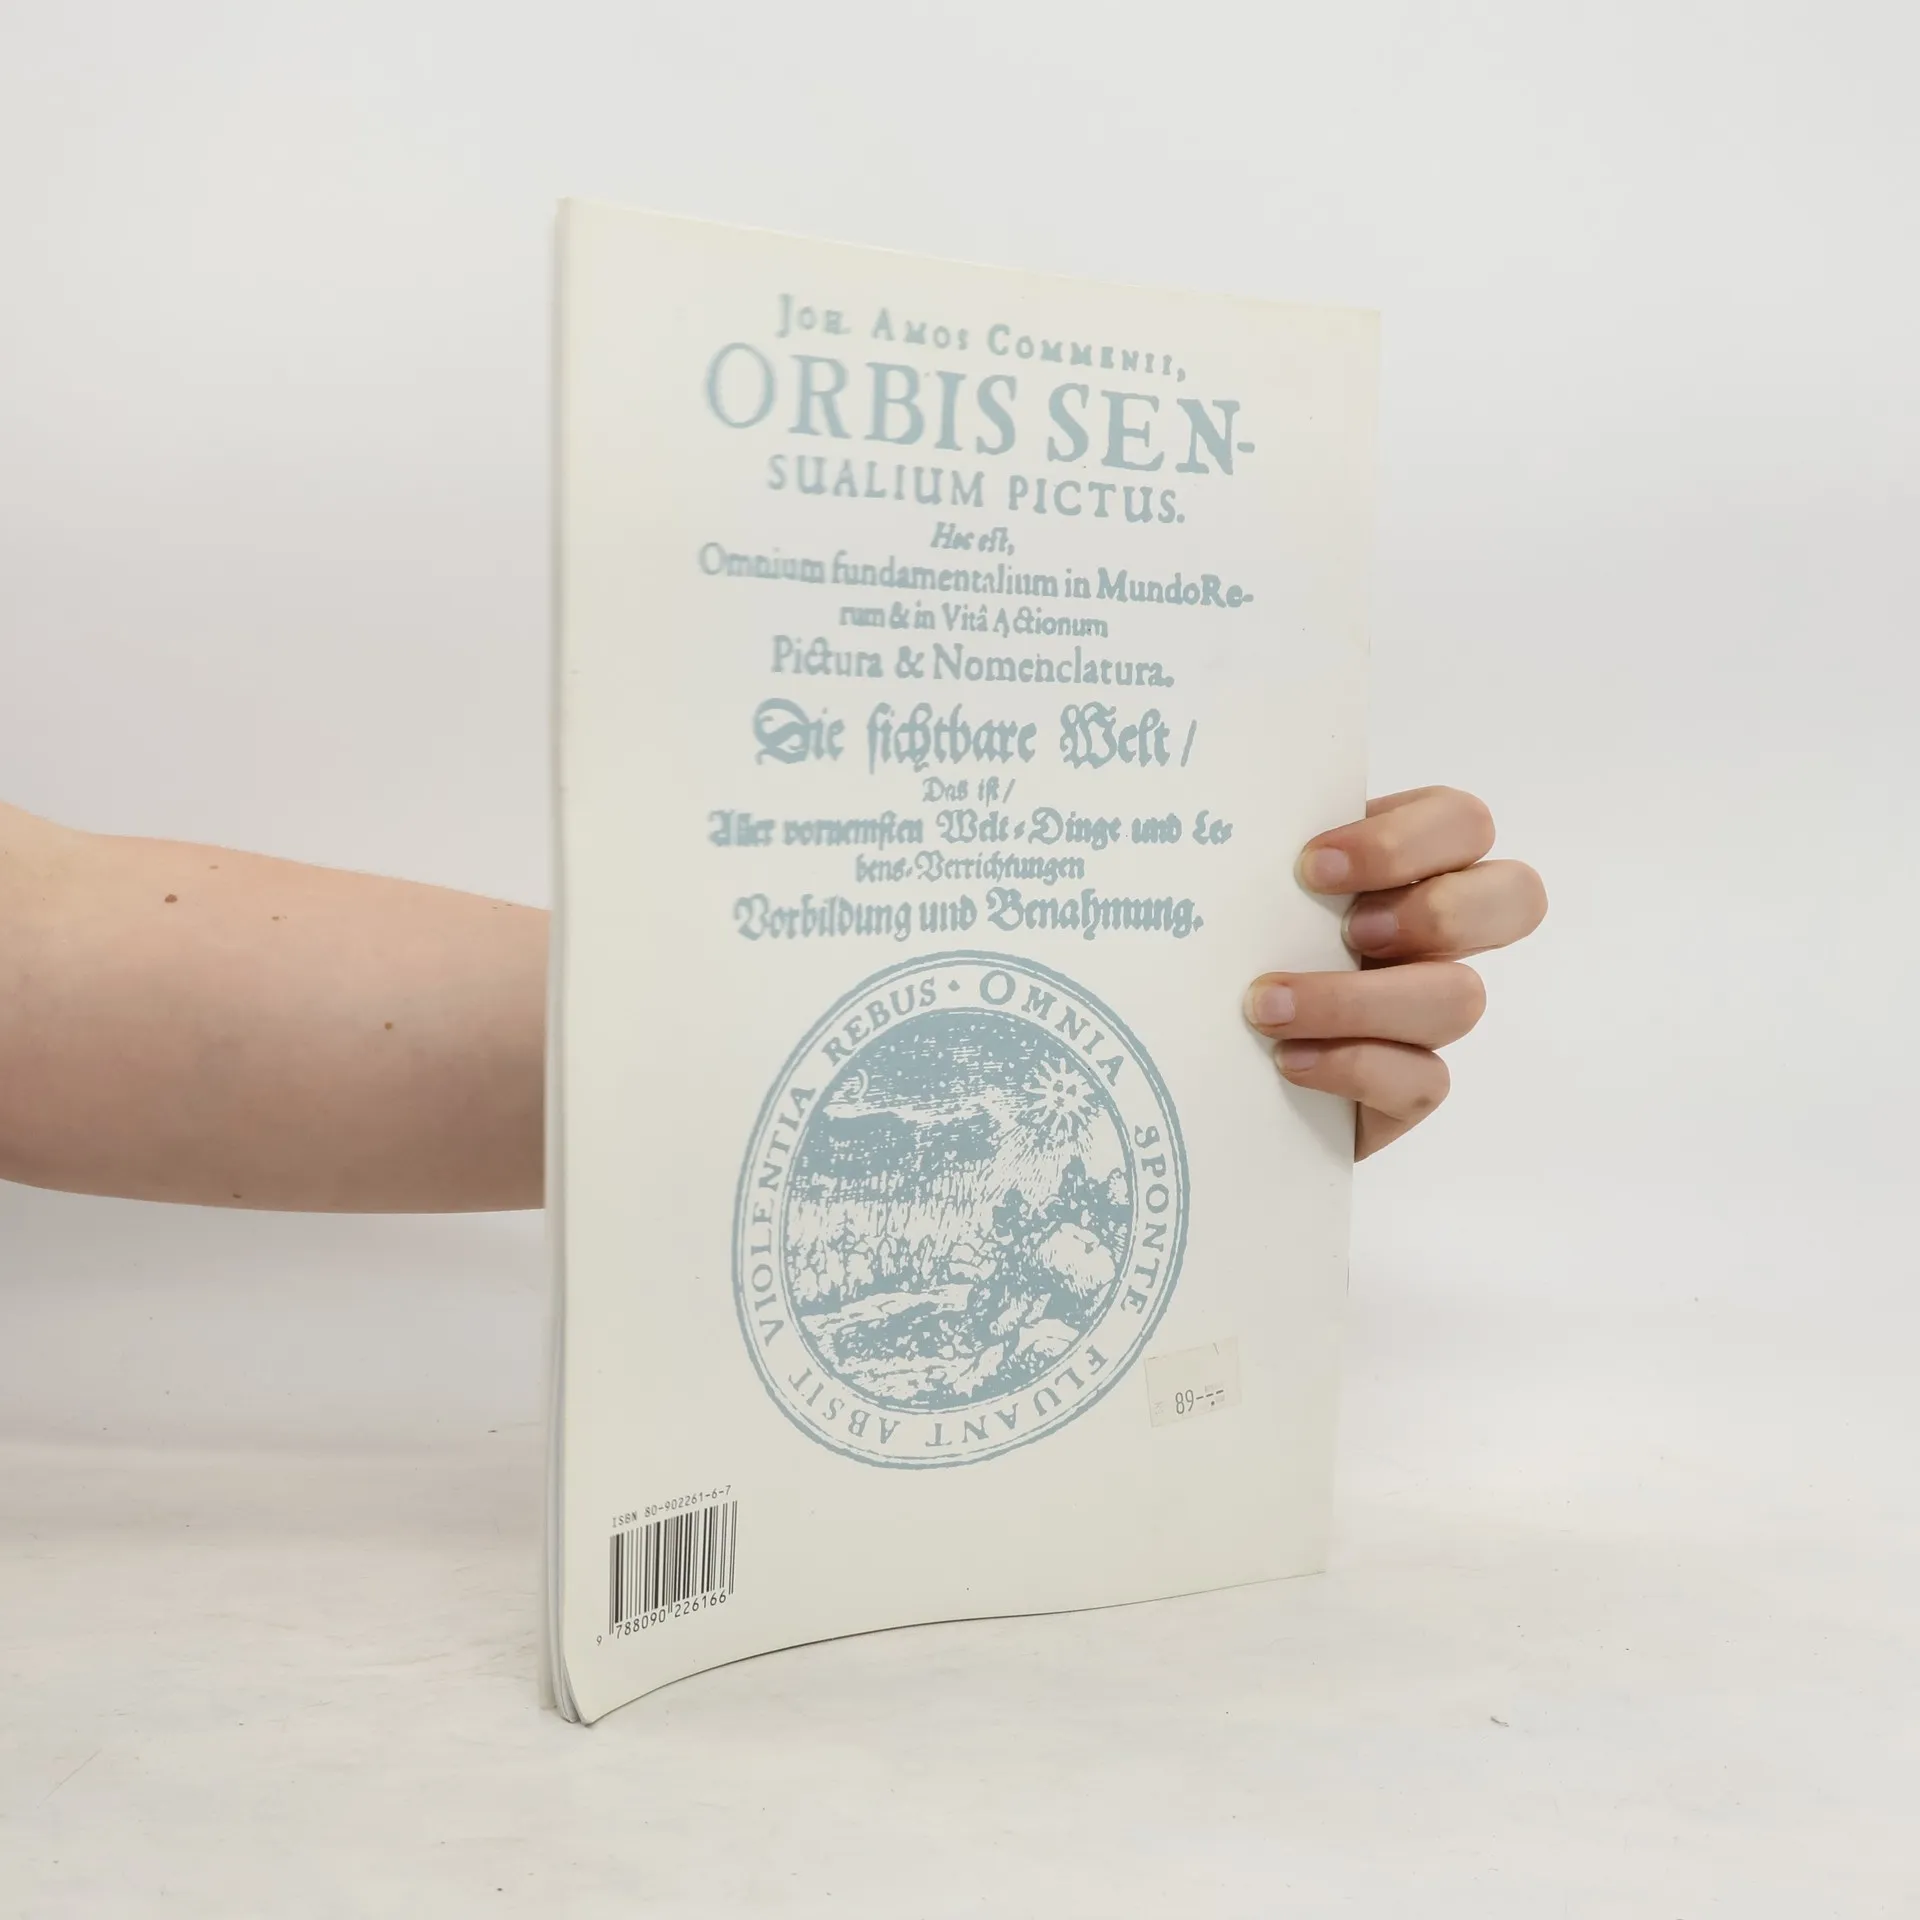 Joh. Amos Commenii,
ORBIS SEN-
SUALIUM PICTUS.
Hoc eſt,
Omnium fundamentalium in Mundo Re-
rum & in Vitâ Actionum
Pictura & Nomenclatura.
Die ſichtbare Welt /
Das iſt /
Aller vornemſten Welt-Dinge und Le-
bens-Verrichtungen
Vorbildung und Benahmung.
OMNIA SPONTE FLUANT ABSIT VIOLENTIA REBUS ·
89---
ISBN 80-902261-6-7
9 788090 226166